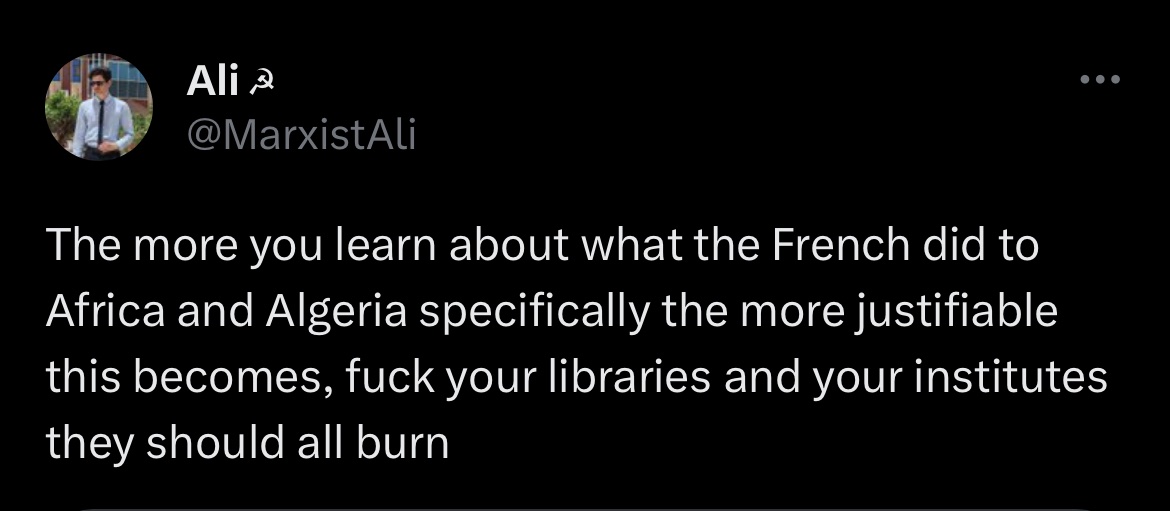 Ali ☭
@MarxistAli
The more you learn about what the French did to
Africa and Algeria specifically the more justifiable
this becomes, fuck your libraries and your institutes
they should all burn